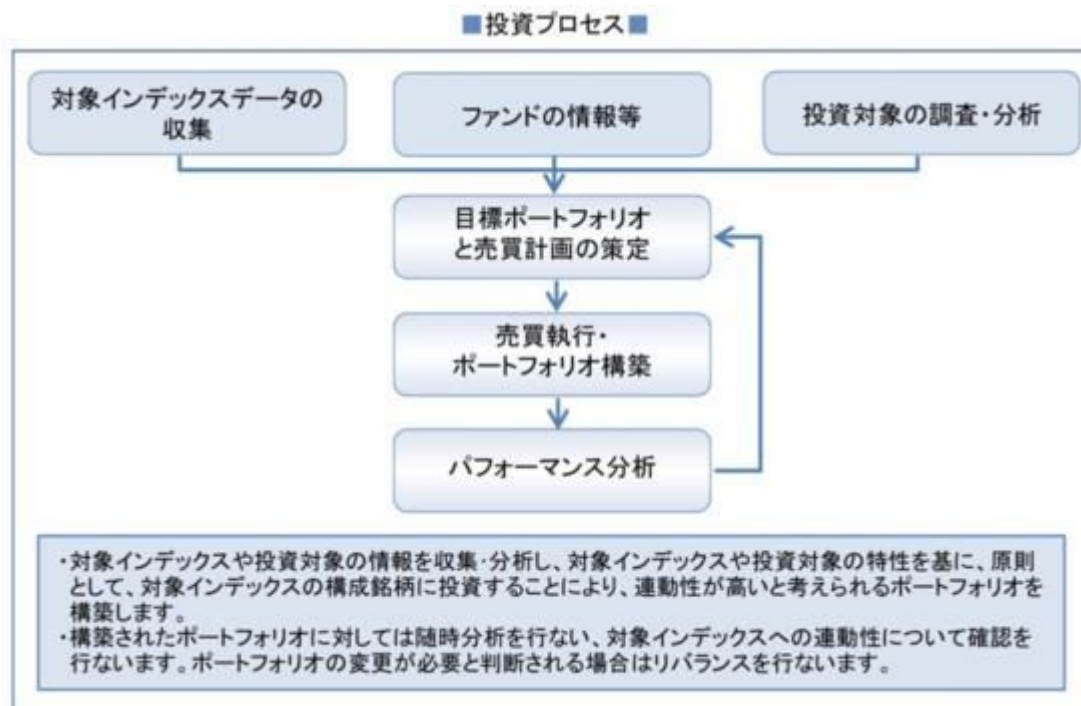 ■投資プロセス■
対象インデックスデータの
収集
ファンドの情報等
投資対象の調査・分析
目標ポートフォリオ
と売買計画の策定
売買執行・
ポートフォリオ構築
パフォーマンス分析
・対象インデックスや投資対象の情報を収集・分析し、対象インデックスや投資対象の特性を基に、原則
として、対象インデックスの構成銘柄に投資することにより、連動性が高いと考えられるポートフォリオを
構築します。
・構築されたポートフォリオに対しては随時分析を行ない、対象インデックスへの連動性について確認を
行ないます。ポートフォリオの変更が必要と判断される場合はリバランスを行ないます。